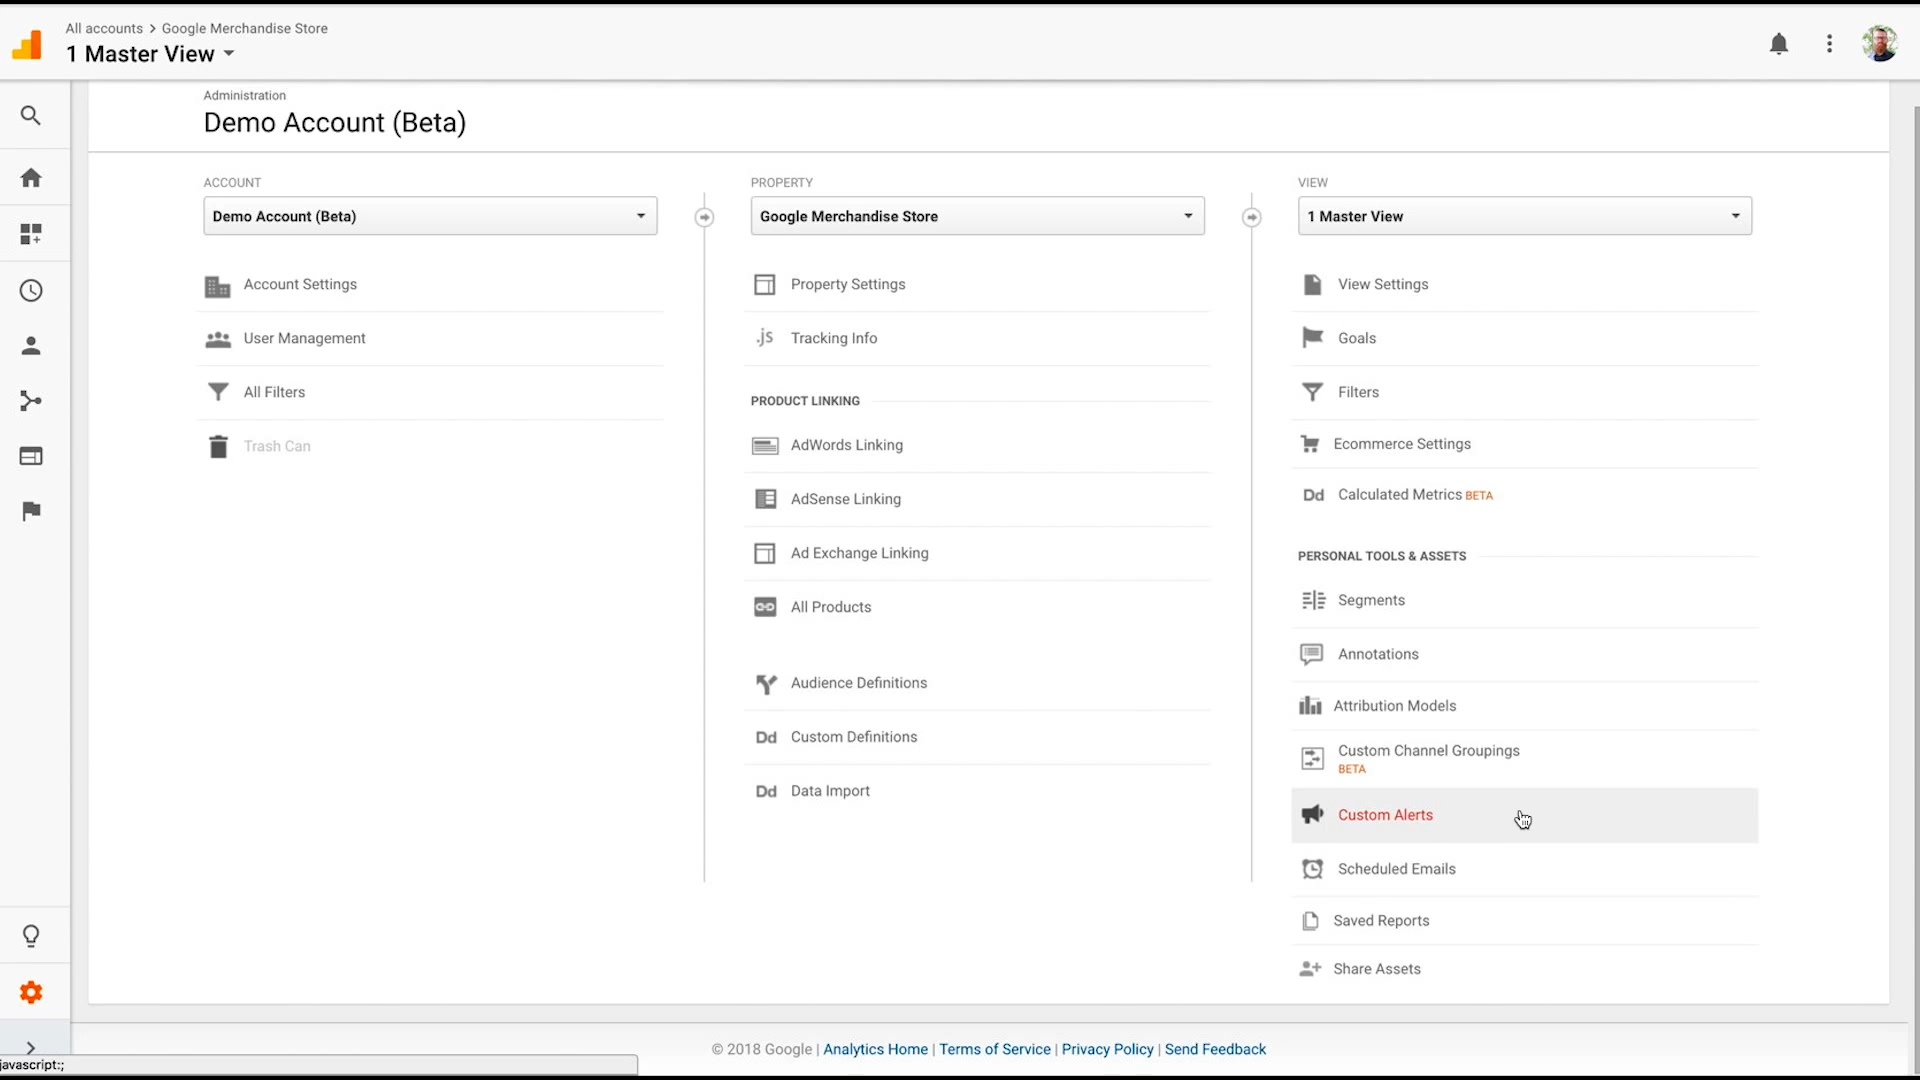 All accounts > Google Merchandise Store
1 Master View
Administration
Demo Account (Beta)
ACCOUNT
Demo Account (Beta)
Account Settings
User Management
All Filters
Trash Can
PROPERTY
Google Merchandise Store
Property Settings
.js Tracking Info
PRODUCT LINKING
AdWords Linking
AdSense Linking
Ad Exchange Linking
All Products
Audience Definitions
Dd Custom Definitions
Dd Data Import
VIEW
1 Master View
View Settings
Goals
Filters
Ecommerce Settings
Dd Calculated Metrics BETA
PERSONAL TOOLS & ASSETS
Segments
Annotations
Attribution Models
Custom Channel Groupings
BETA
Custom Alerts
Scheduled Emails
Saved Reports
Share Assets
© 2018 Google | Analytics Home | Terms of Service | Privacy Policy | Send Feedback
javascript:;